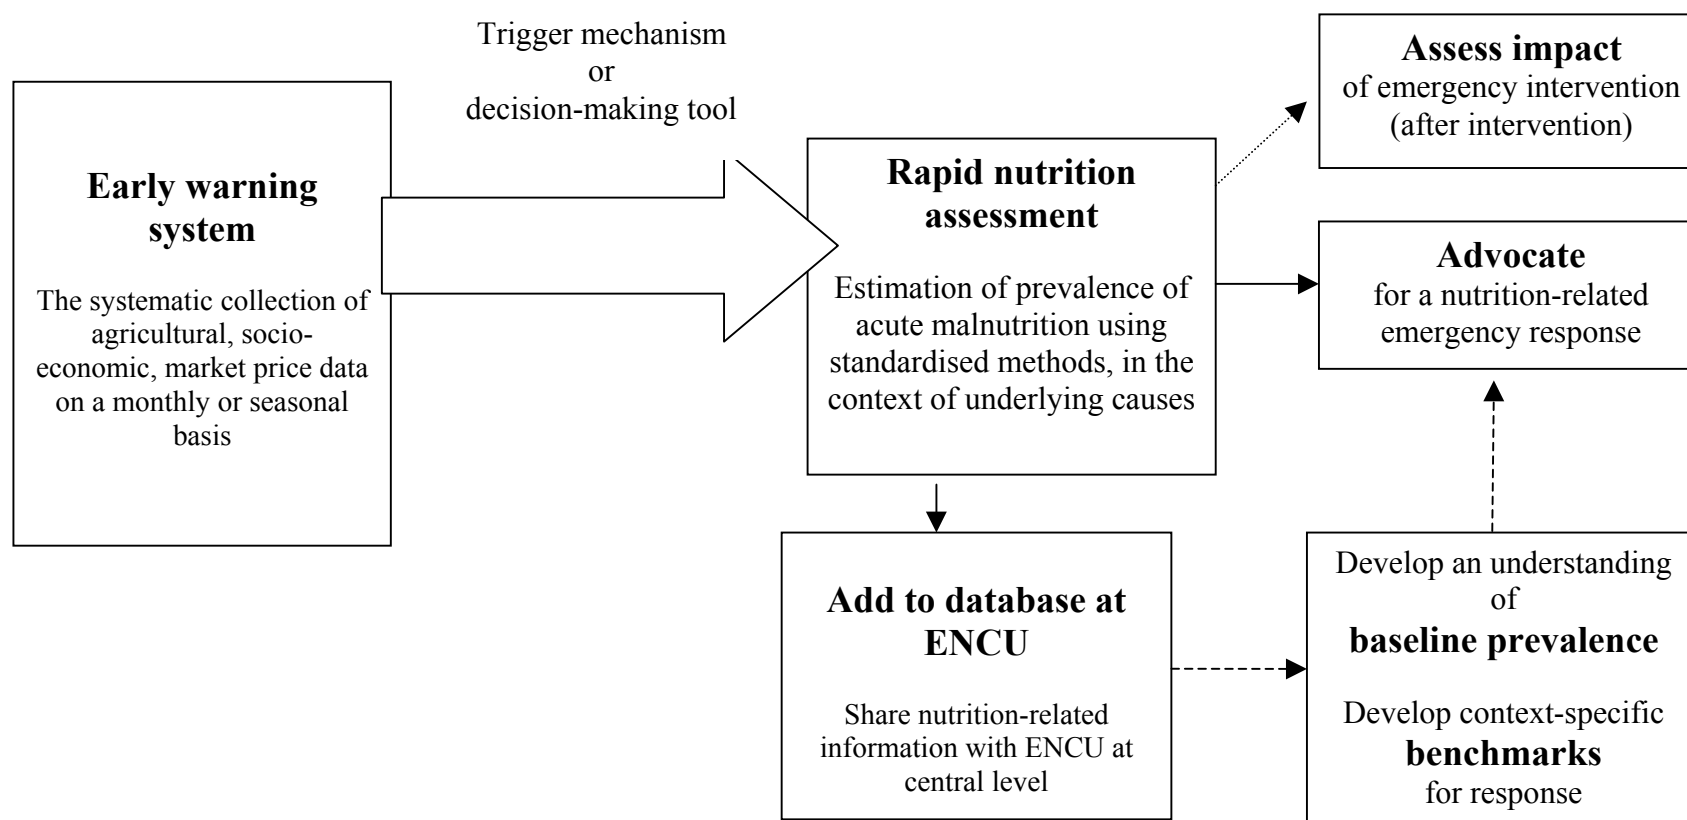 Trigger mechanism
or
decision-making tool
Early warning
system
The systematic collection of
agricultural, socio-
economic, market price data
on a monthly or seasonal
basis
Rapid nutrition
assessment
Estimation of prevalence of
acute malnutrition using
standardised methods, in the
context of underlying causes
Assess impact
of emergency intervention
(after intervention)
Advocate
for a nutrition-related
emergency response
Add to database at
ENCU
Share nutrition-related
information with ENCU at
central level
Develop an understanding
of
baseline prevalence
Develop context-specific
benchmarks
for response